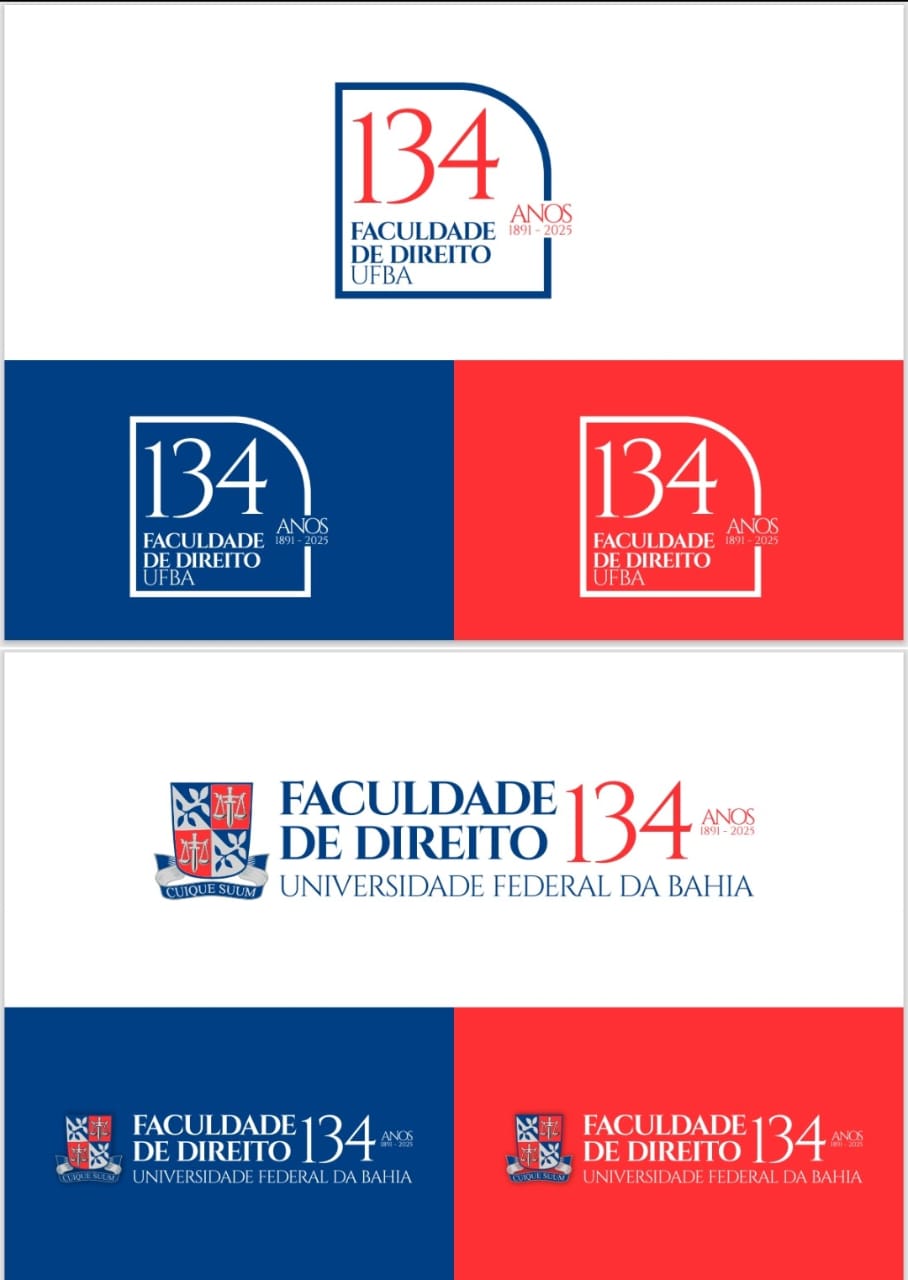 134
ANOS
1891 - 2025
FACULDADE
DE DIREITO
UFBA
134
ANOS
1891 - 2025
FACULDADE
DE DIREITO
UFBA
134
ANOS
1891 - 2025
FACULDADE
DE DIREITO
UFBA
CUIQUE SUUM
FACULDADE
DE DIREITO
134
ANOS
1891 - 2025
UNIVERSIDADE FEDERAL DA BAHIA
CUIQUE SUUM
FACULDADE
DE DIREITO
134
ANOS
1891 - 2025
UNIVERSIDADE FEDERAL DA BAHIA
CUIQUE SUUM
FACULDADE
DE DIREITO
134
ANOS
1891 - 2025
UNIVERSIDADE FEDERAL DA BAHIA